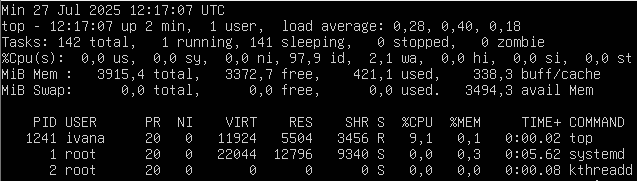 Min 27 Jul 2025 12:17:07 UTC
top - 12:17:07 up 2 min,  1 user,  load average: 0,28, 0,40, 0,18
Tasks: 142 total,   1 running, 141 sleeping,   0 stopped,   0 zombie
%Cpu(s):  0,0 us,  0,0 sy,  0,0 ni, 97,9 id,  2,1 wa,  0,0 hi,  0,0 si,  0,0 st
MiB Mem :   3915,4 total,   3372,7 free,    421,1 used,    338,3 buff/cache
MiB Swap:      0,0 total,      0,0 free,      0,0 used.   3494,3 avail Mem
PID USER      PR  NI    VIRT    RES    SHR S  %CPU  %MEM     TIME+ COMMAND
1241 ivana     20   0   11924   5504   3456 R   9,1   0,1   0:00.02 top
1 root      20   0   22044  12796   9340 S   0,0   0,3   0:05.62 systemd
2 root      20   0       0      0      0 S   0,0   0,0   0:00.08 kthreadd